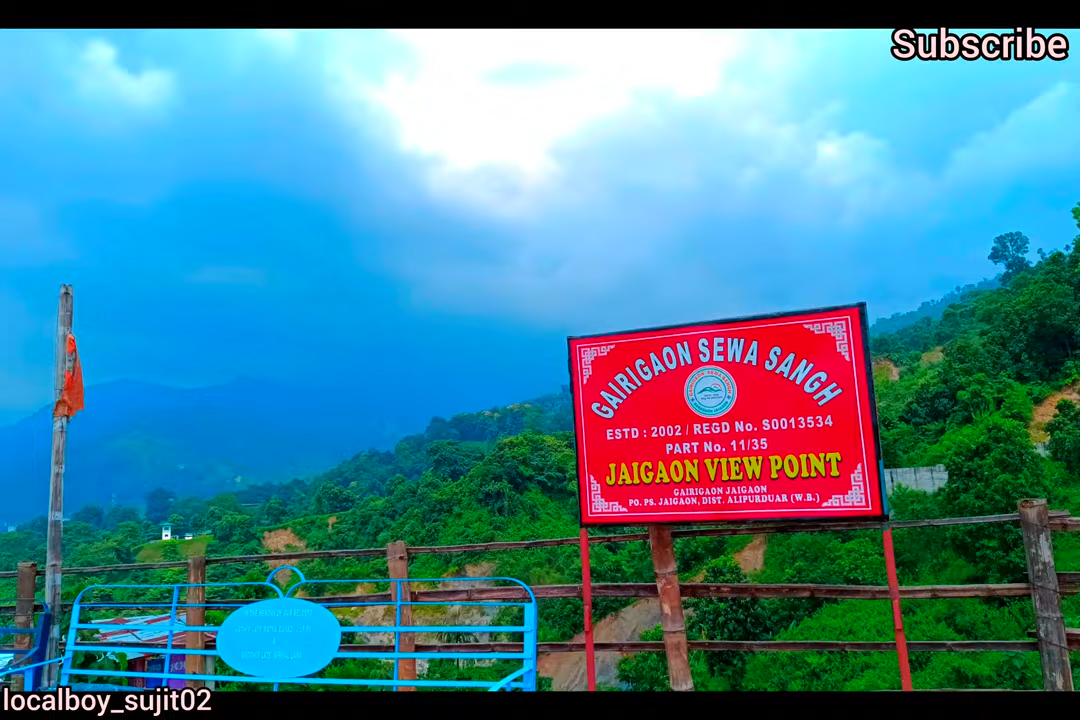 Subscribe
GAIRIGAON SEWA SANGH
ESTD : 2002 / REGD No. S0013534
PART No. 11/35
JAIGAON VIEW POINT
GAIRIGAON JAIGAON
PO. PS. JAIGAON, DIST. ALIPURDUAR (W.B.)
localboy_sujit02